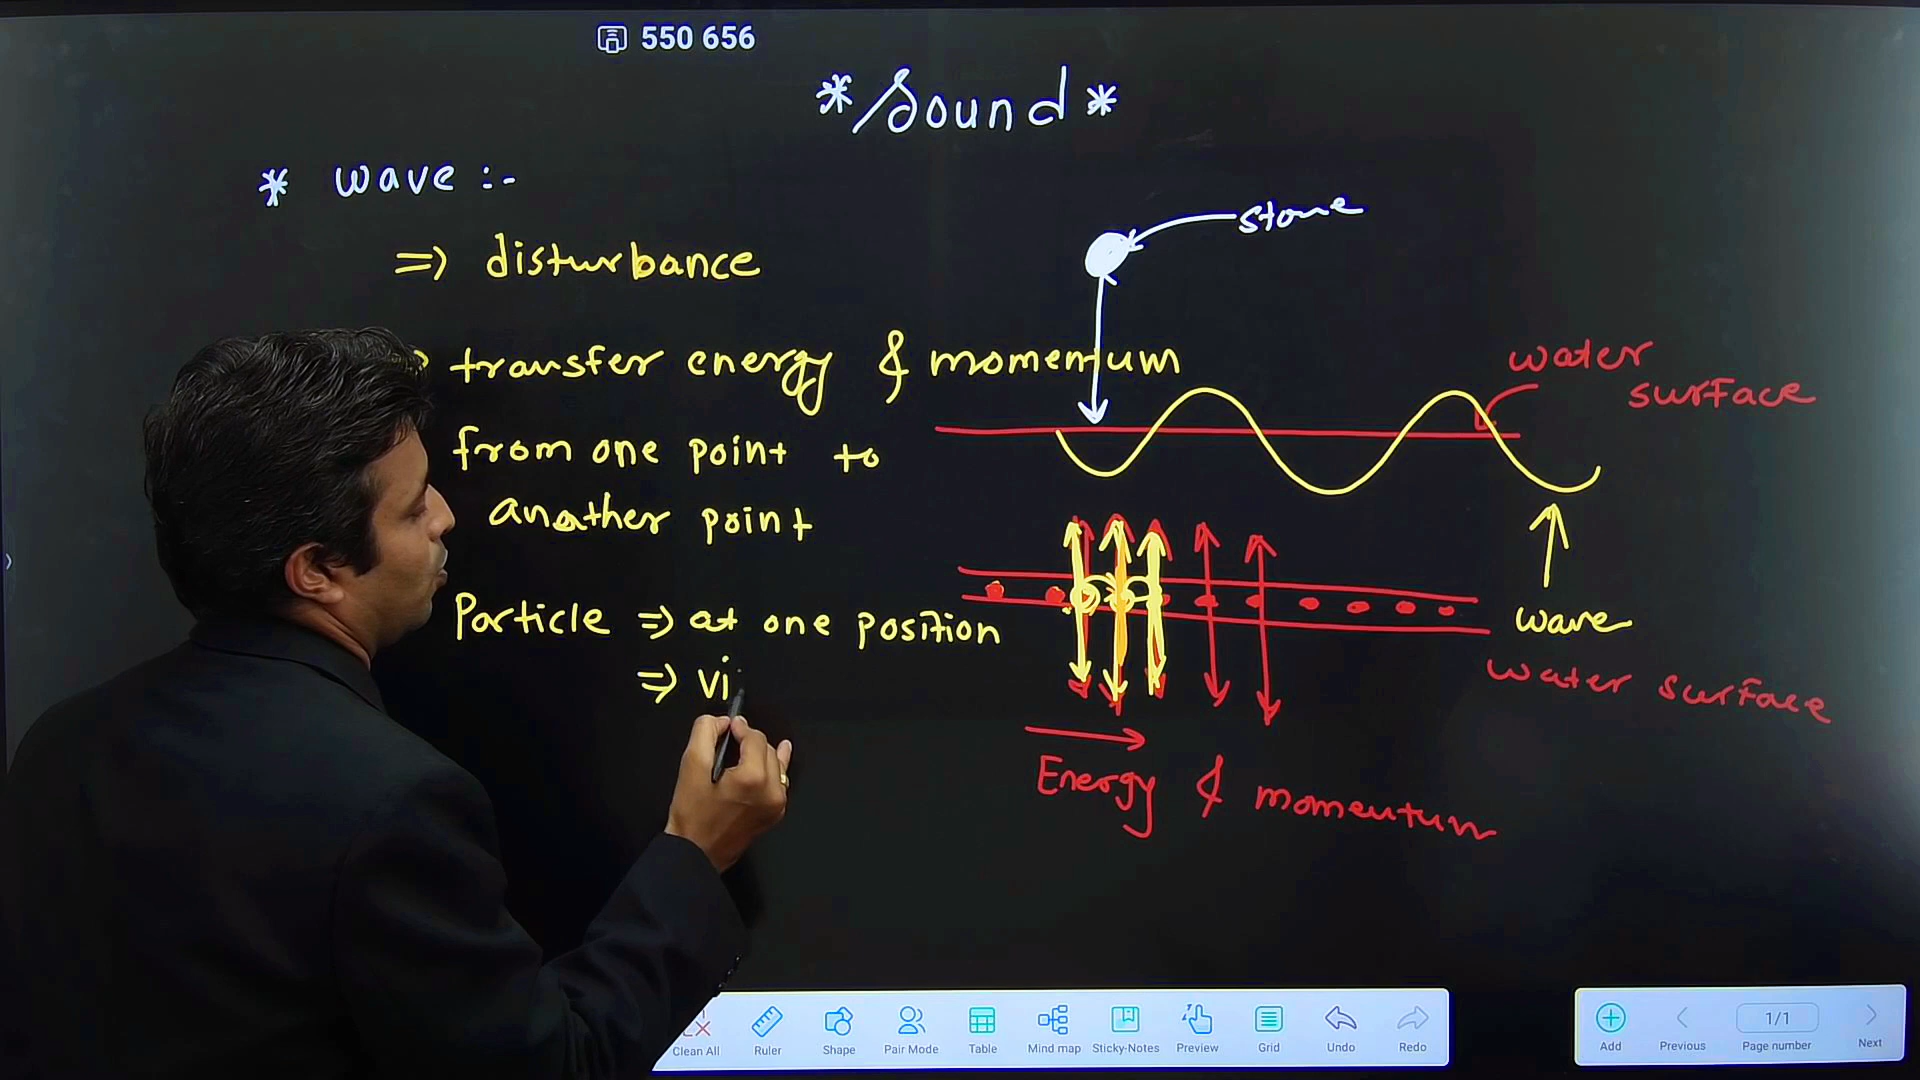 550 656
* Sound *
* wave :-
=> disturbance
stone
transfer energy & momentum
water surface
from one point to
another point
Particle => at one position
=> vi
wave
water surface
Energy & momentum
Clean All Ruler Shape Pair Mode Table Mind map Sticky-Notes Preview Grid Undo Redo
1/1
Add Previous Page number Next